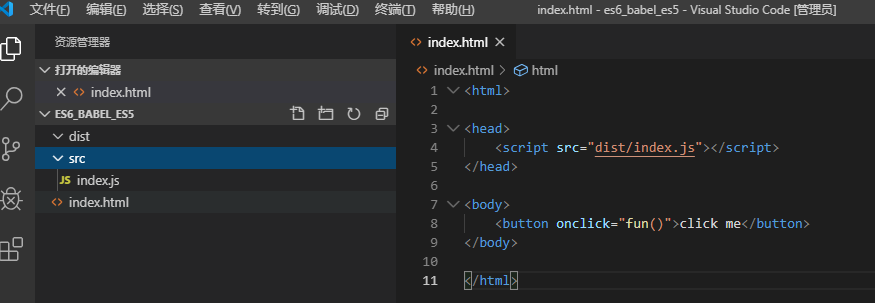 文件(F) 编辑(E) 选择(S) 查看(V) 转到(G) 调试(D) 终端(T) 帮助(H) index.html - es6_babel_es5 - Visual Studio Code [管理员]
资源管理器
打开的编辑器
index.html
ES6_BABEL_ES5
dist
src
JS index.js
index.html
index.html
index.html > html
1 <html>
2
3 <head>
4 <script src="dist/index.js"></script>
5 </head>
6
7 <body>
8 <button onclick="fun()">click me</button>
9 </body>
10
11 </html>